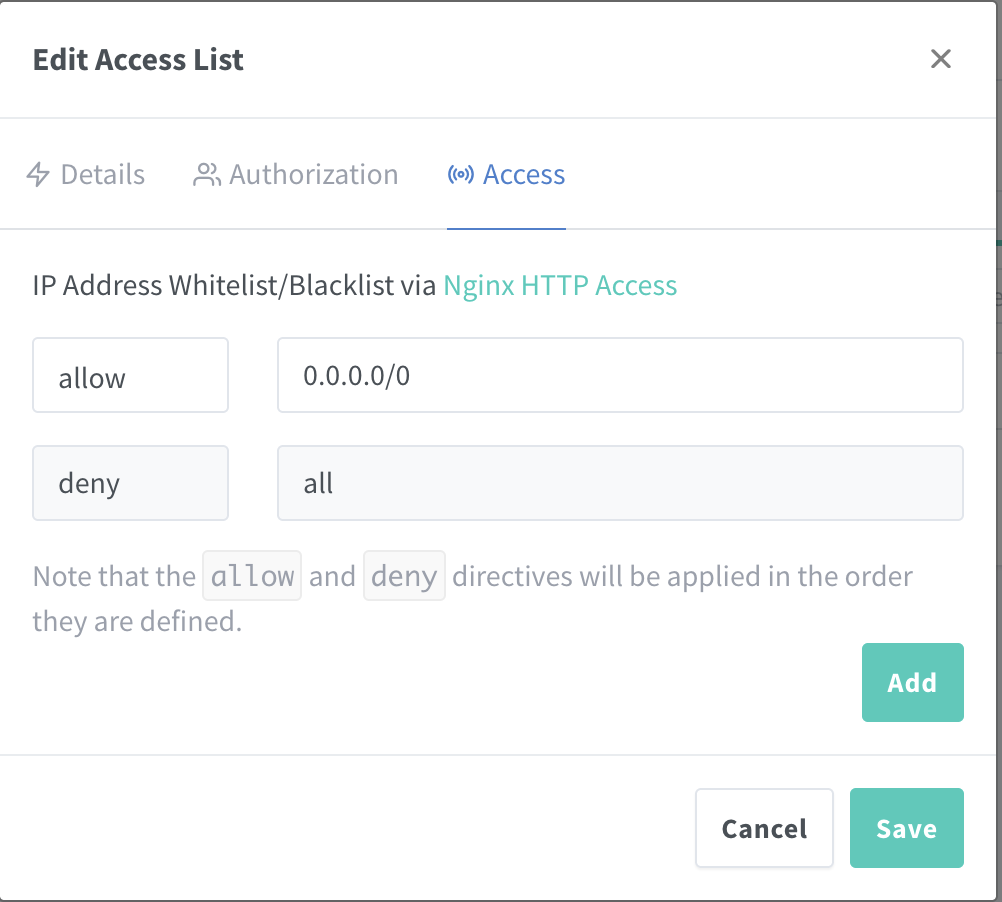 Edit Access List
Details Authorization Access
IP Address Whitelist/Blacklist via Nginx HTTP Access
allow 0.0.0.0/0
deny all
Note that the allow and deny directives will be applied in the order
they are defined.
Add
Cancel Save